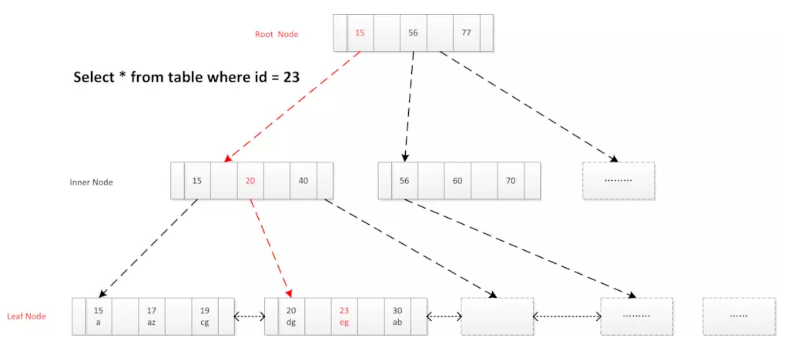 Root Node
15 56 77
Select * from table where id = 23
Inner Node
15 20 40
56 60 70
.........
Leaf Node
15 17 19
a az cg
20 23 30
dg eg ab
.........
......